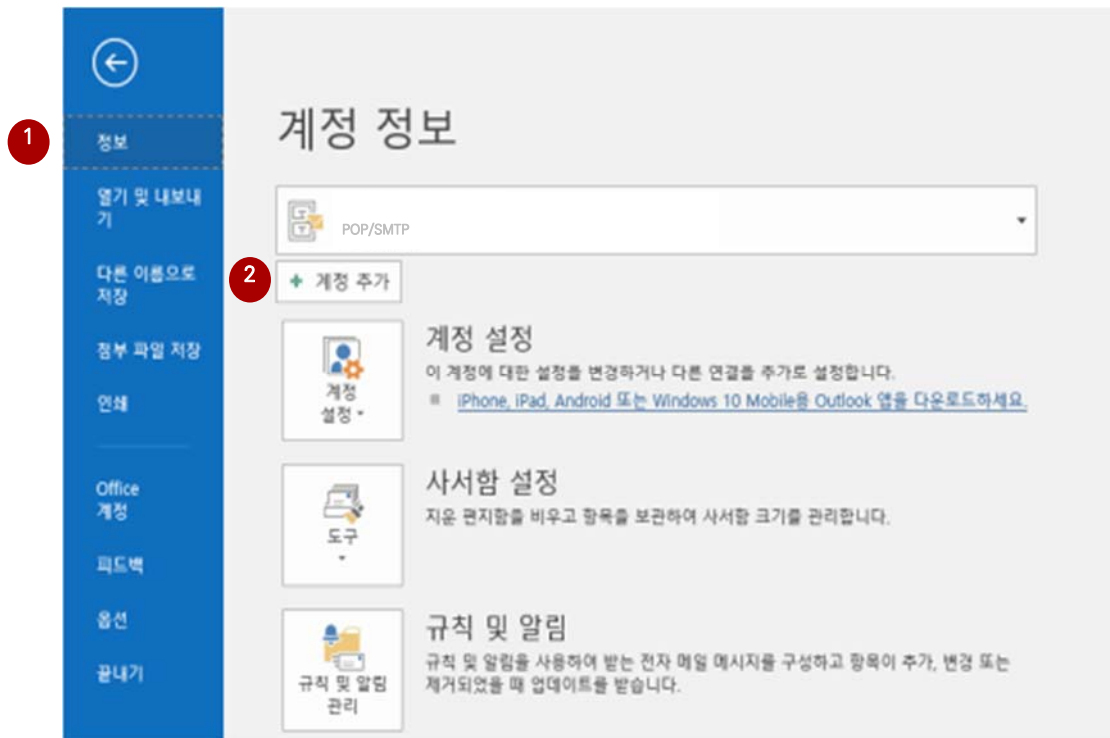 1
정보
열기 및 내보내
기
다른 이름으로
저장
첨부 파일 저장
인쇄
Office
계정
피드백
옵션
끝내기
계정 정보
POP/SMTP
2
+ 계정 추가
계정
설정
계정 설정
이 계정에 대한 설정을 변경하거나 다른 연결을 추가로 설정합니다.
iPhone, iPad, Android 또는 Windows 10 Mobile용 Outlook 앱을 다운로드하세요.
도구
사서함 설정
지운 편지함을 비우고 항목을 보관하여 사서함 크기를 관리합니다.
규칙 및 알림
관리
규칙 및 알림
규칙 및 알림을 사용하여 받는 전자 메일 메시지를 구성하고 항목이 추가, 변경 또는
제거되었을 때 업데이트를 받습니다.